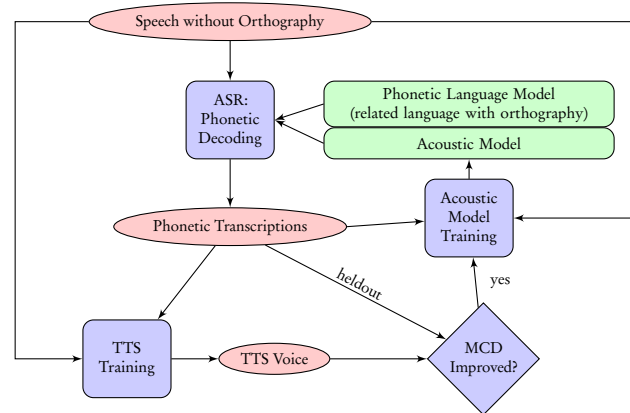 Speech without Orthography
ASR:
Phonetic
Decoding
Phonetic Language Model
(related language with orthography)
Acoustic Model
Phonetic Transcriptions
Acoustic
Model
Training
heldout
yes
TTS
Training
TTS Voice
MCD
Improved?